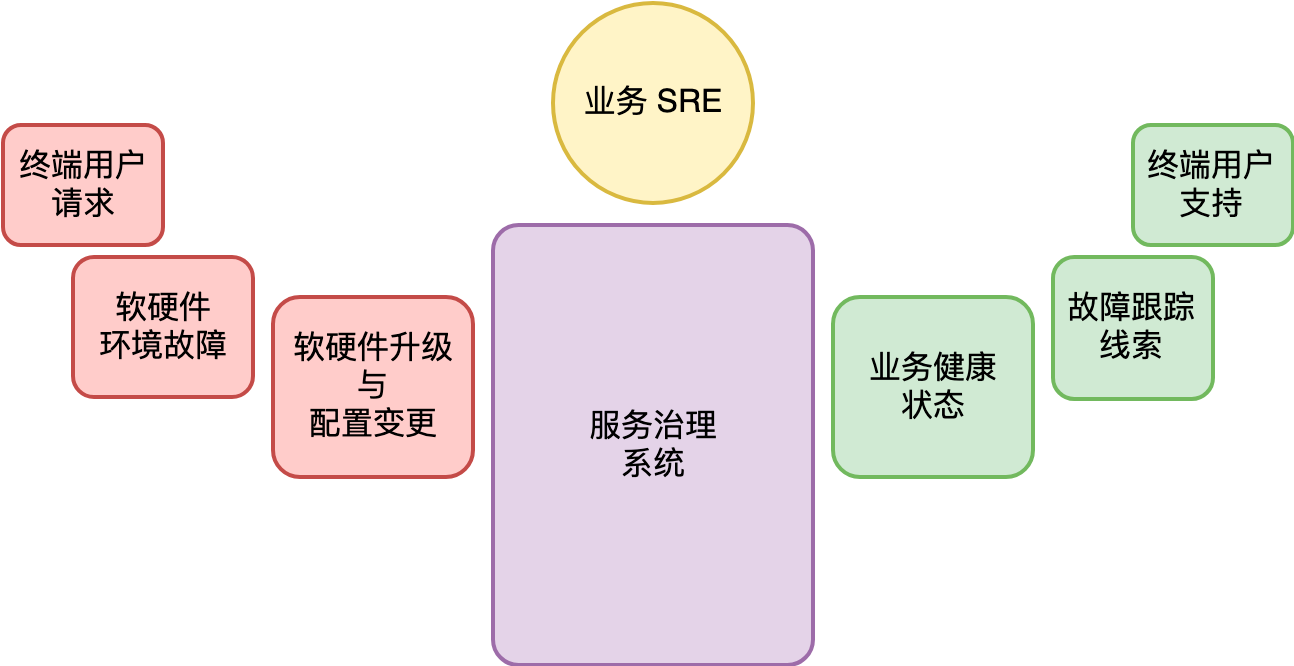 业务 SRE
终端用户
请求
软硬件
环境故障
软硬件升级
与
配置变更
服务治理
系统
业务健康
状态
故障跟踪
线索
终端用户
支持